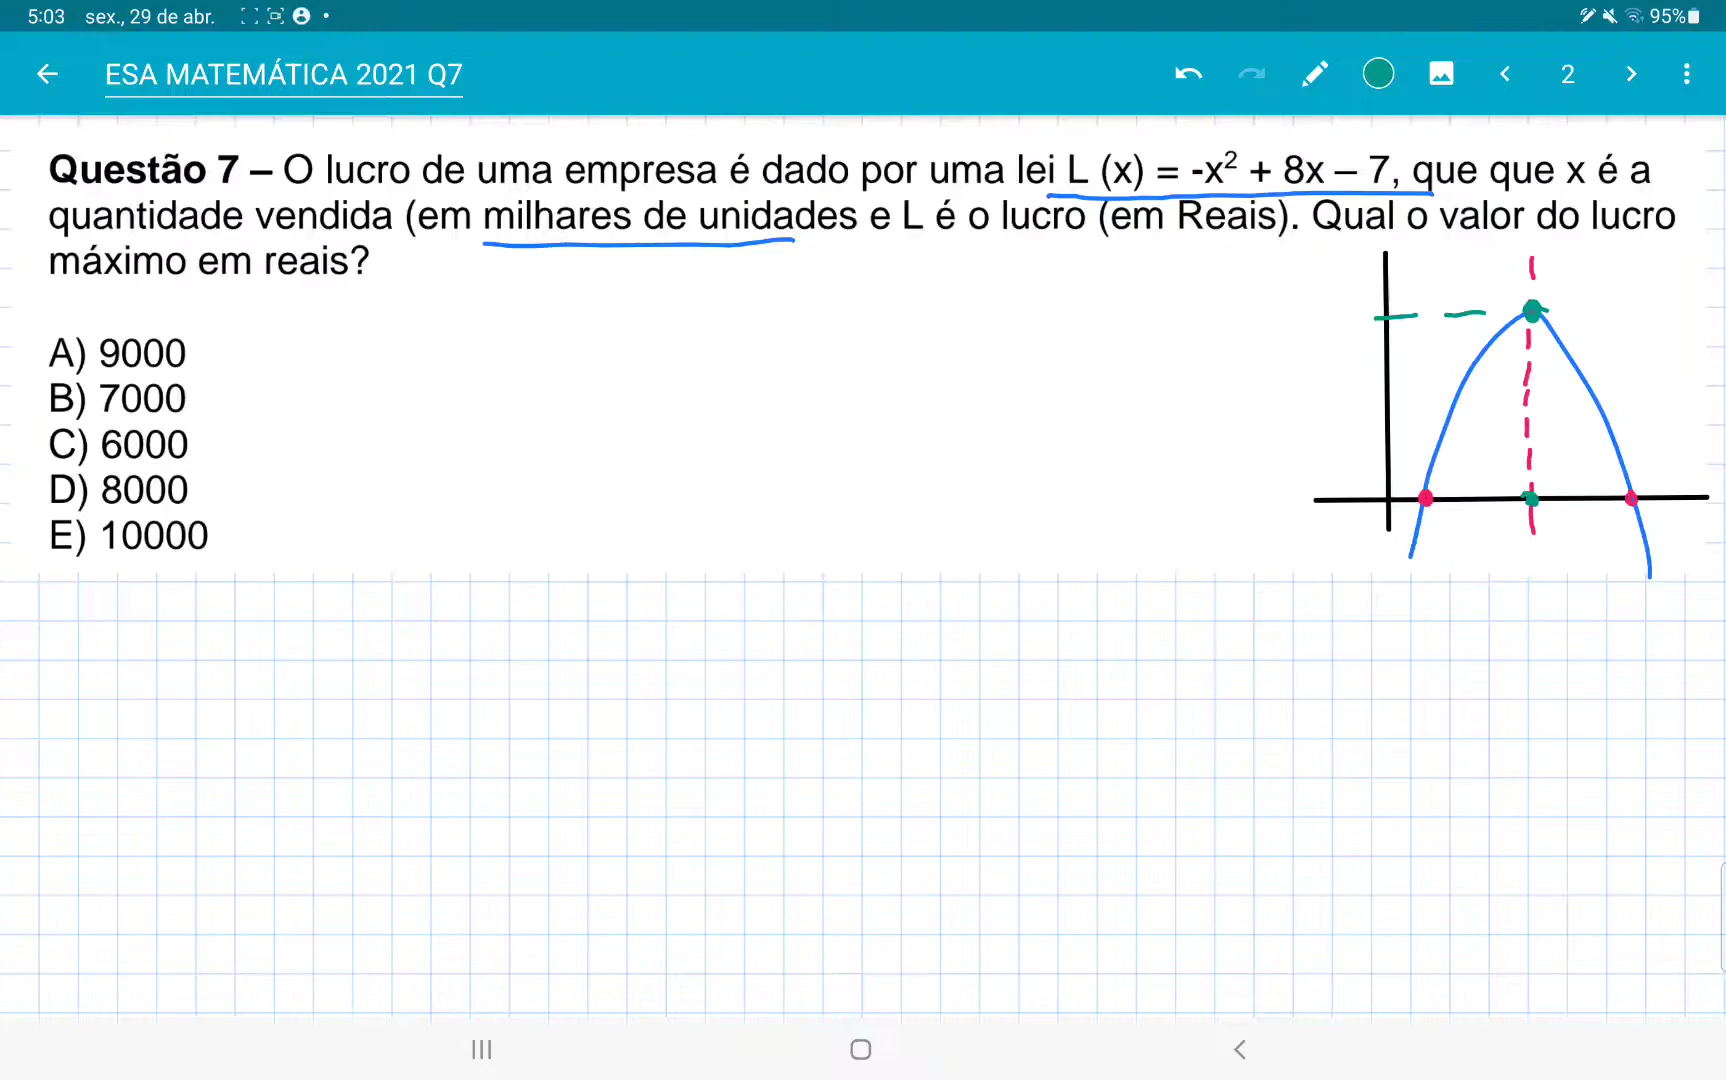 5:03 sex., 29 de abr. 95%
ESA MATEMÁTICA 2021 Q7 2
Questão 7 – O lucro de uma empresa é dado por uma lei L (x) = -x² + 8x – 7, que que x é a
quantidade vendida (em milhares de unidades e L é o lucro (em Reais). Qual o valor do lucro
máximo em reais?
A) 9000
B) 7000
C) 6000
D) 8000
E) 10000